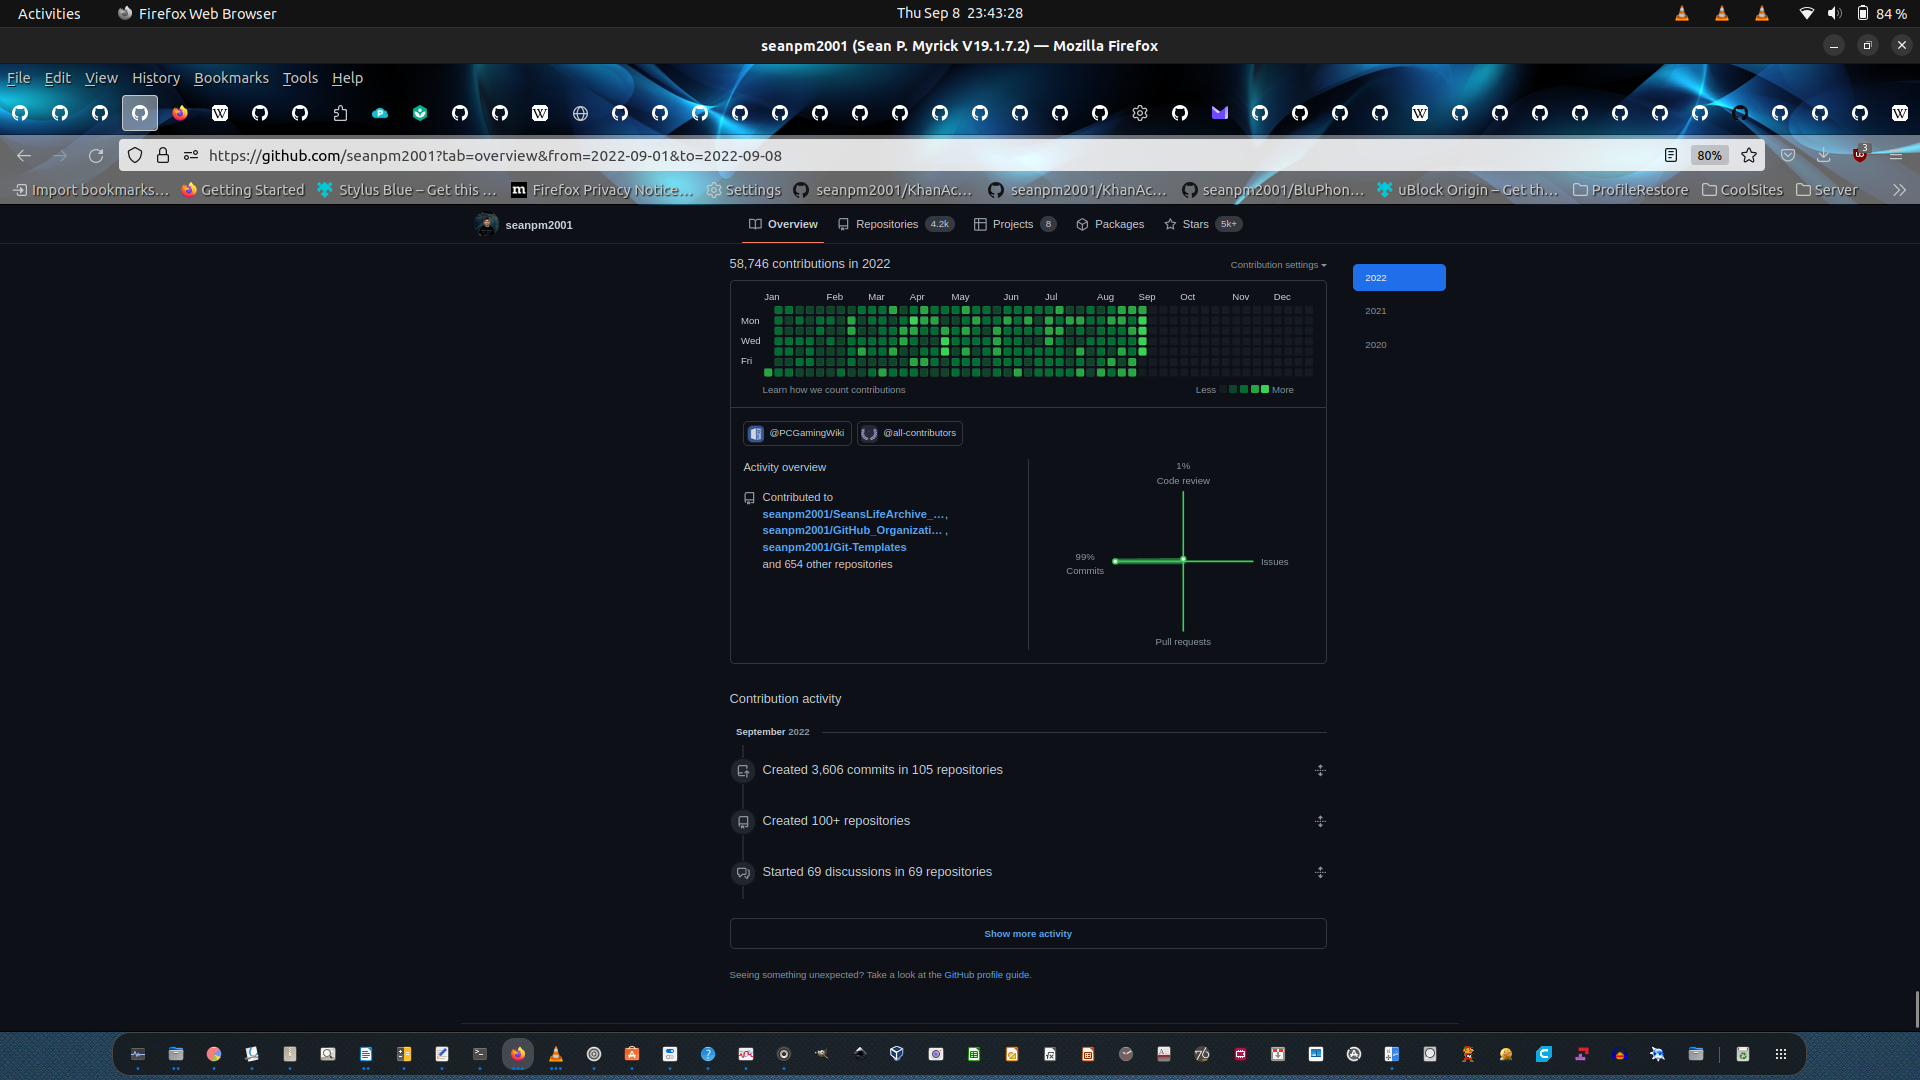 Activities Firefox Web Browser Thu Sep 8 23:43:28 84 %
seanpm2001 (Sean P. Myrick V19.1.7.2) — Mozilla Firefox
File Edit View History Bookmarks Tools Help
https://github.com/seanpm2001?tab=overview&from=2022-09-01&to=2022-09-08 80% 3
Import bookmarks… Getting Started Stylus Blue – Get this … Firefox Privacy Notice… Settings seanpm2001/KhanAc… seanpm2001/KhanAc… seanpm2001/BluPhon… uBlock Origin – Get th… ProfileRestore CoolSites Server
seanpm2001 Overview Repositories 4.2k Projects 8 Packages Stars 5k+
58,746 contributions in 2022 Contribution settings
2022
2021
2020
Jan Feb Mar Apr May Jun Jul Aug Sep Oct Nov Dec
Mon
Wed
Fri
Learn how we count contributions Less More
@PCGamingWiki @all-contributors
Activity overview
Contributed to
seanpm2001/SeansLifeArchive_…,
seanpm2001/GitHub_Organizati… ,
seanpm2001/Git-Templates
and 654 other repositories
1%
Code review
99%
Commits
Issues
Pull requests
Contribution activity
September 2022
Created 3,606 commits in 105 repositories
Created 100+ repositories
Started 69 discussions in 69 repositories
Show more activity
Seeing something unexpected? Take a look at the GitHub profile guide.